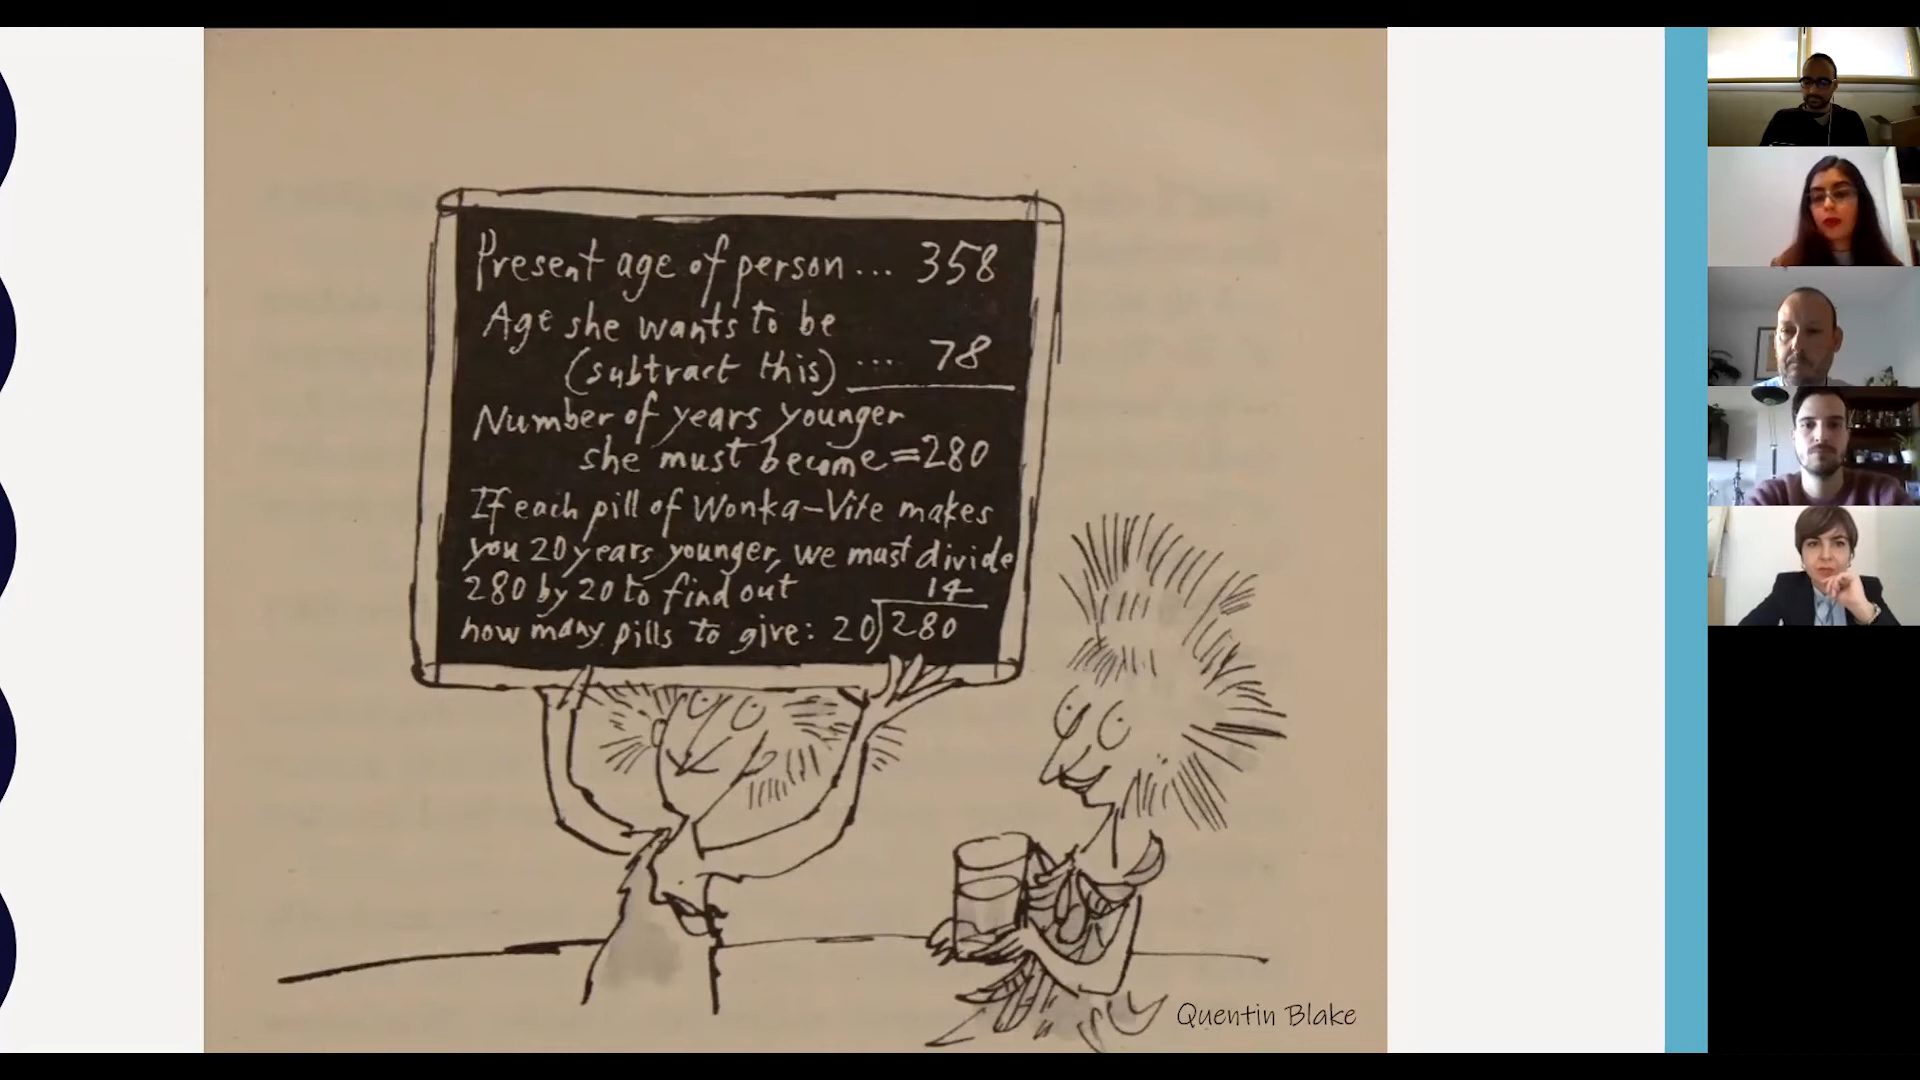 Present age of person... 358
Age she wants to be
(subtract this) .... 78
Number of years younger
she must become = 280
If each pill of Wonka-Vite makes
you 20 years younger, we must divide
280 by 20 to find out 14
how many pills to give: 20)280
Quentin Blake